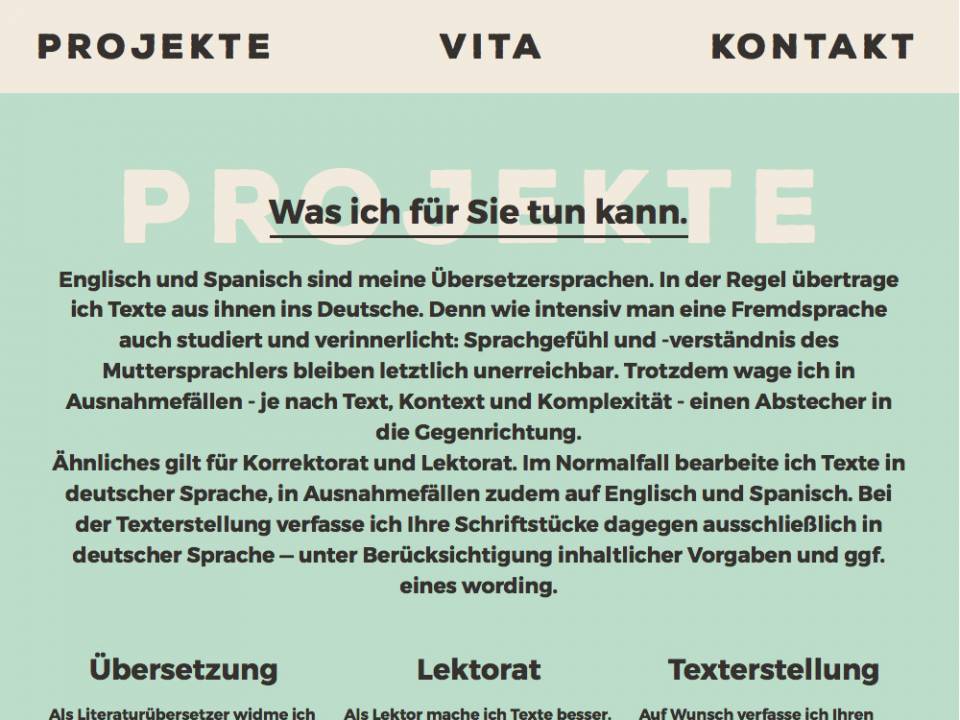 PROJEKTE VITA KONTAKT
PROJEKTE
Was ich für Sie tun kann.
Englisch und Spanisch sind meine Übersetzersprachen. In der Regel übertrage
ich Texte aus ihnen ins Deutsche. Denn wie intensiv man eine Fremdsprache
auch studiert und verinnerlicht: Sprachgefühl und -verständnis des
Muttersprachlers bleiben letztlich unerreichbar. Trotzdem wage ich in
Ausnahmefällen - je nach Text, Kontext und Komplexität - einen Abstecher in
die Gegenrichtung.
Ähnliches gilt für Korrektorat und Lektorat. Im Normalfall bearbeite ich Texte in
deutscher Sprache, in Ausnahmefällen zudem auf Englisch und Spanisch. Bei
der Texterstellung verfasse ich Ihre Schriftstücke dagegen ausschließlich in
deutscher Sprache — unter Berücksichtigung inhaltlicher Vorgaben und ggf.
eines wording.
Übersetzung Lektorat Texterstellung
Als Literaturübersetzer widme ich Als Lektor mache ich Texte besser. Auf Wunsch verfasse ich Ihren